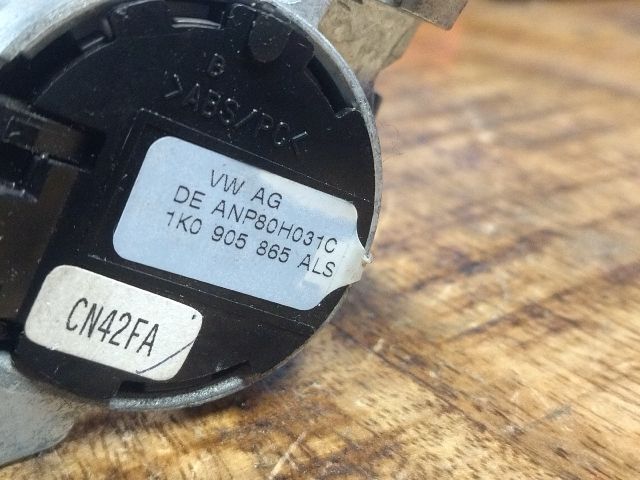 B
>ABS/PC<
VW AG
DE ANP80H031C
1K0 905 865 ALS
CN42FA